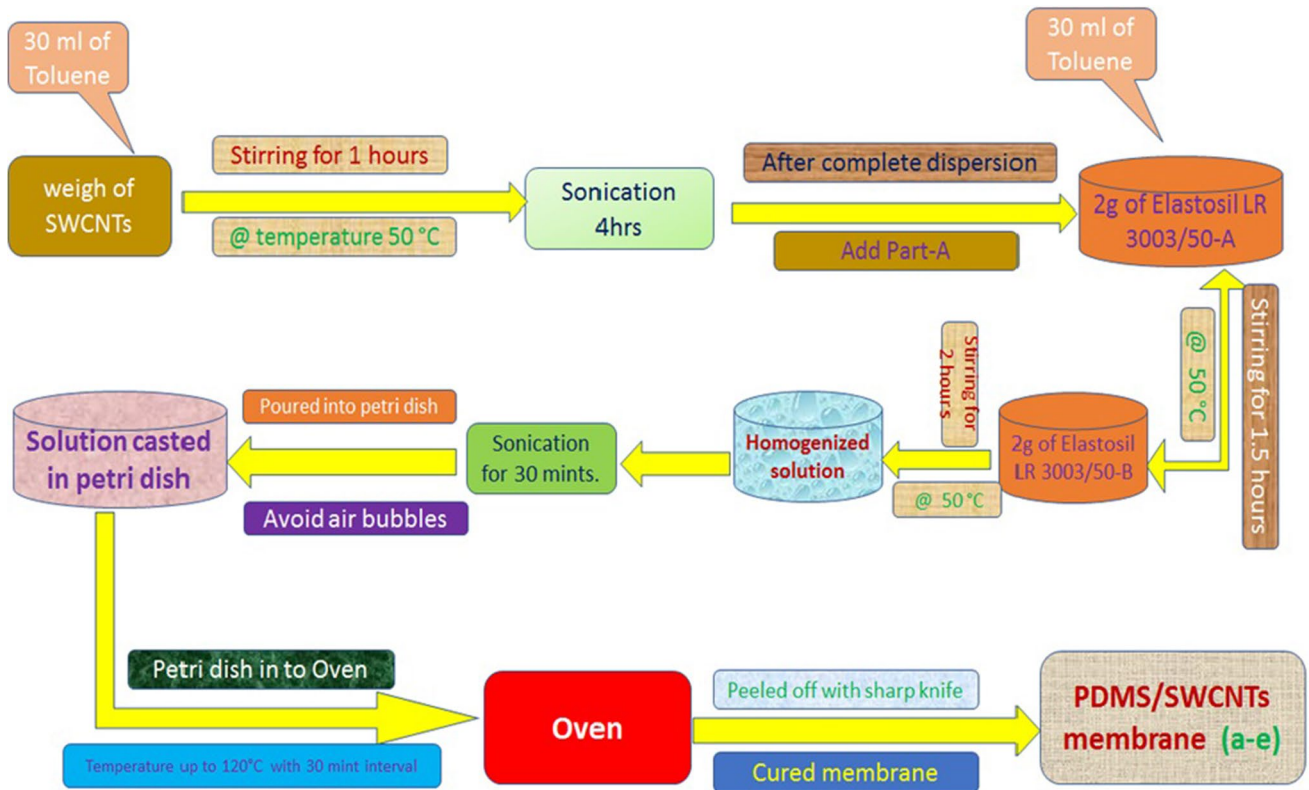 30 ml of
Toluene
30 ml of
Toluene
weigh of
SWCNTs
Stirring for 1 hours
@ temperature 50 °C
Sonication
4hrs
After complete dispersion
Add Part-A
2g of Elastosil LR
3003/50-A
Stirring for 1.5 hours
@ 50 °C
2g of Elastosil
LR 3003/50-B
Stirring for
2 hours
@ 50 °C
Homogenized
solution
Sonication
for 30 mints.
Poured into petri dish
Avoid air bubbles
Solution casted
in petri dish
Petri dish in to Oven
Temperature up to 120°C with 30 mint interval
Oven
Peeled off with sharp knife
Cured membrane
PDMS/SWCNTs
membrane (a-e)